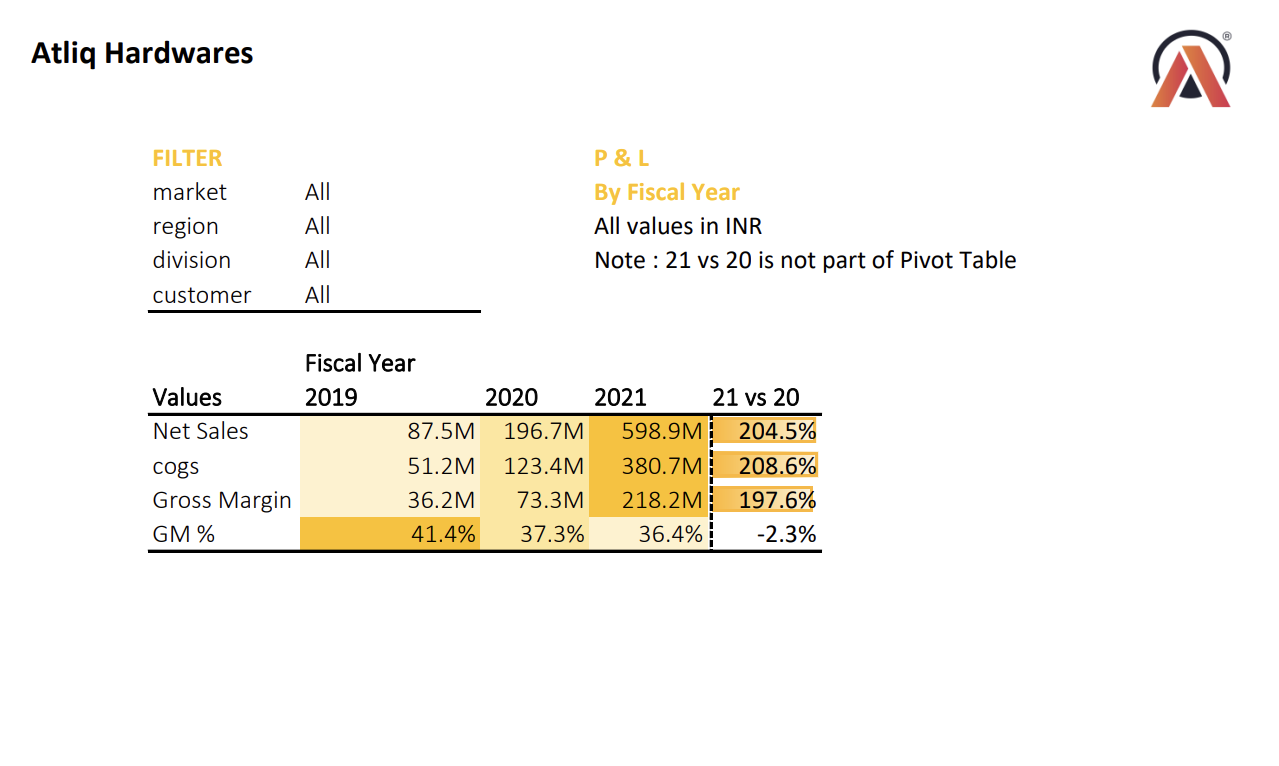 Atliq Hardwares
®
FILTER
market All
region All
division All
customer All
P & L
By Fiscal Year
All values in INR
Note : 21 vs 20 is not part of Pivot Table
Fiscal Year
Values 2019 2020 2021 21 vs 20
Net Sales 87.5M 196.7M 598.9M 204.5%
cogs 51.2M 123.4M 380.7M 208.6%
Gross Margin 36.2M 73.3M 218.2M 197.6%
GM % 41.4% 37.3% 36.4% -2.3%